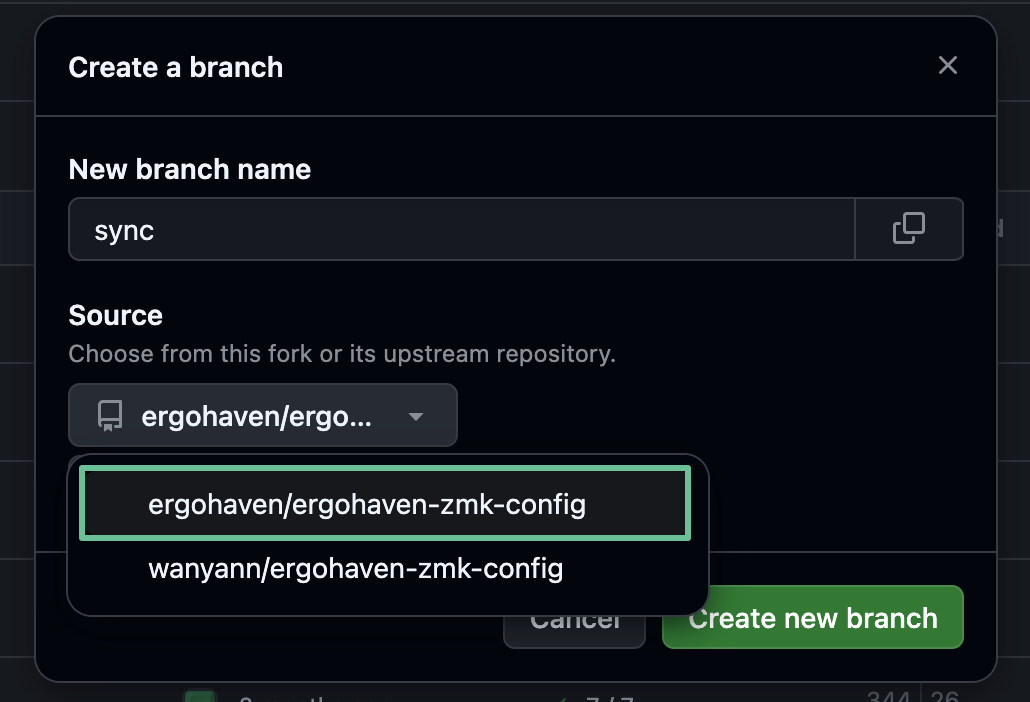 Create a branch
New branch name
sync
Source
Choose from this fork or its upstream repository.
ergohaven/ergo...
ergohaven/ergohaven-zmk-config
wanyann/ergohaven-zmk-config
Cancel
Create new branch
7 / 7
344
26